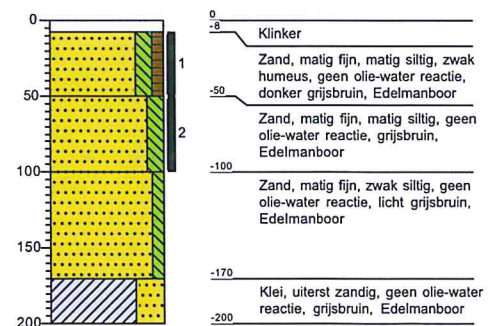 0
50
100
150
200
1
2
0
-8
Klinker
Zand, matig fijn, matig siltig, zwak
humeus, geen olie-water reactie,
donker grijsbruin, Edelmanboor
-50
Zand, matig fijn, matig siltig, geen
olie-water reactie, grijsbruin,
Edelmanboor
-100
Zand, matig fijn, zwak siltig, geen
olie-water reactie, licht grijsbruin,
Edelmanboor
-170
Klei, uiterst zandig, geen olie-water
reactie, grijsbruin, Edelmanboor
-200